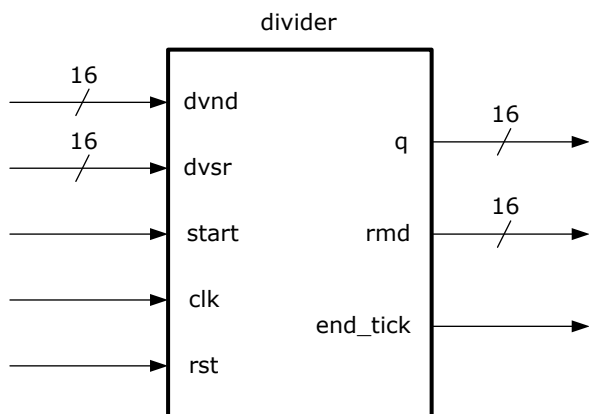 divider
16
dvnd
16
dvsr
start
clk
rst
16
q
16
rmd
end_tick